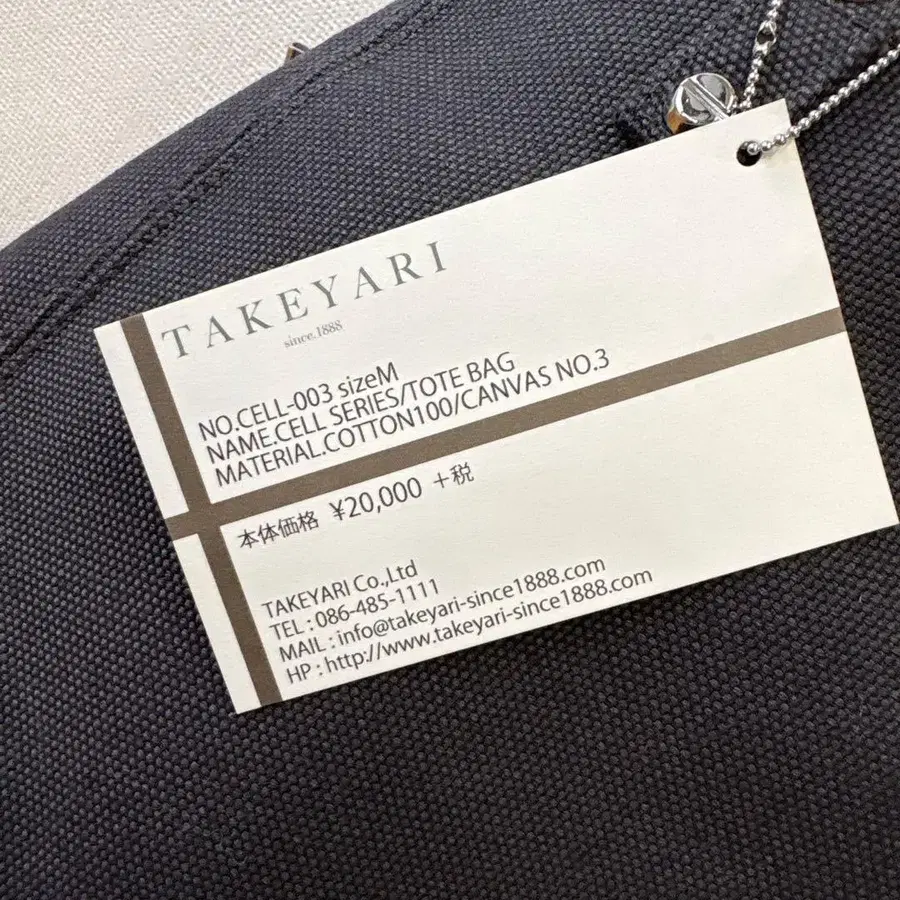 TAKEYARI
since.1888
NO.CELL-003 sizeM
NAME.CELL SERIES/TOTE BAG
MATERIAL.COTTON100/CANVAS NO.3
本体価格 ¥20,000 +税
TAKEYARI Co.,Ltd
TEL : 086-485-1111
MAIL : info@takeyari-since1888.com
HP : http://www.takeyari-since1888.com